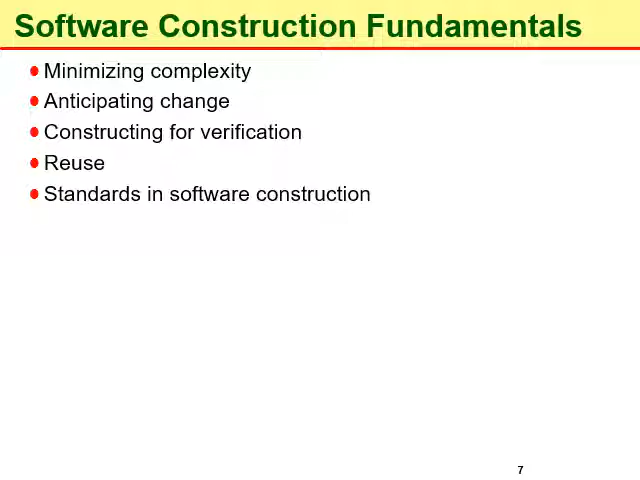 Software Construction Fundamentals
Minimizing complexity
Anticipating change
Constructing for verification
Reuse
Standards in software construction
7